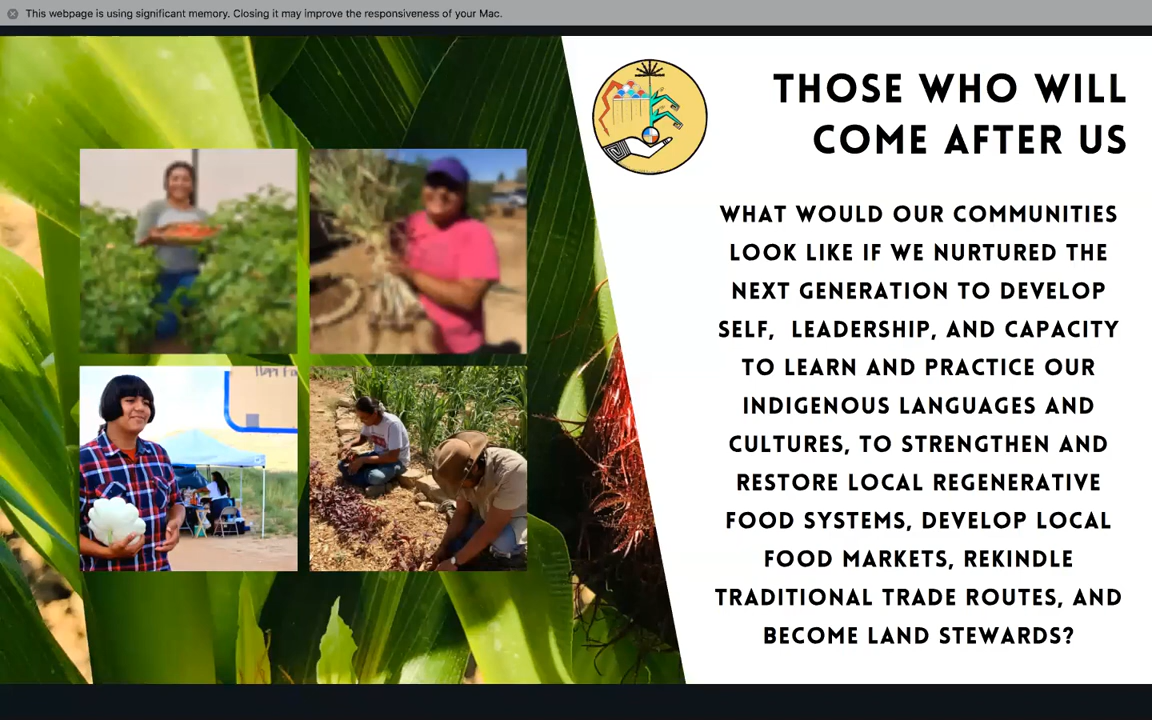 This webpage is using significant memory. Closing it may improve the responsiveness of your Mac.
THOSE WHO WILL
COME AFTER US
WHAT WOULD OUR COMMUNITIES
LOOK LIKE IF WE NURTURED THE
NEXT GENERATION TO DEVELOP
SELF, LEADERSHIP, AND CAPACITY
TO LEARN AND PRACTICE OUR
INDIGENOUS LANGUAGES AND
CULTURES, TO STRENGTHEN AND
RESTORE LOCAL REGENERATIVE
FOOD SYSTEMS, DEVELOP LOCAL
FOOD MARKETS, REKINDLE
TRADITIONAL TRADE ROUTES, AND
BECOME LAND STEWARDS?